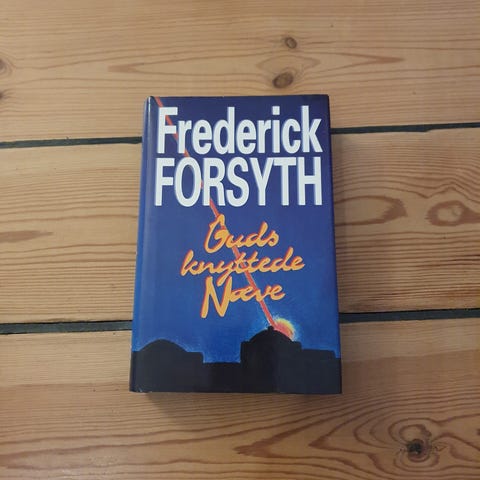 Frederick
FORSYTH
Guds
knyttede
Næve